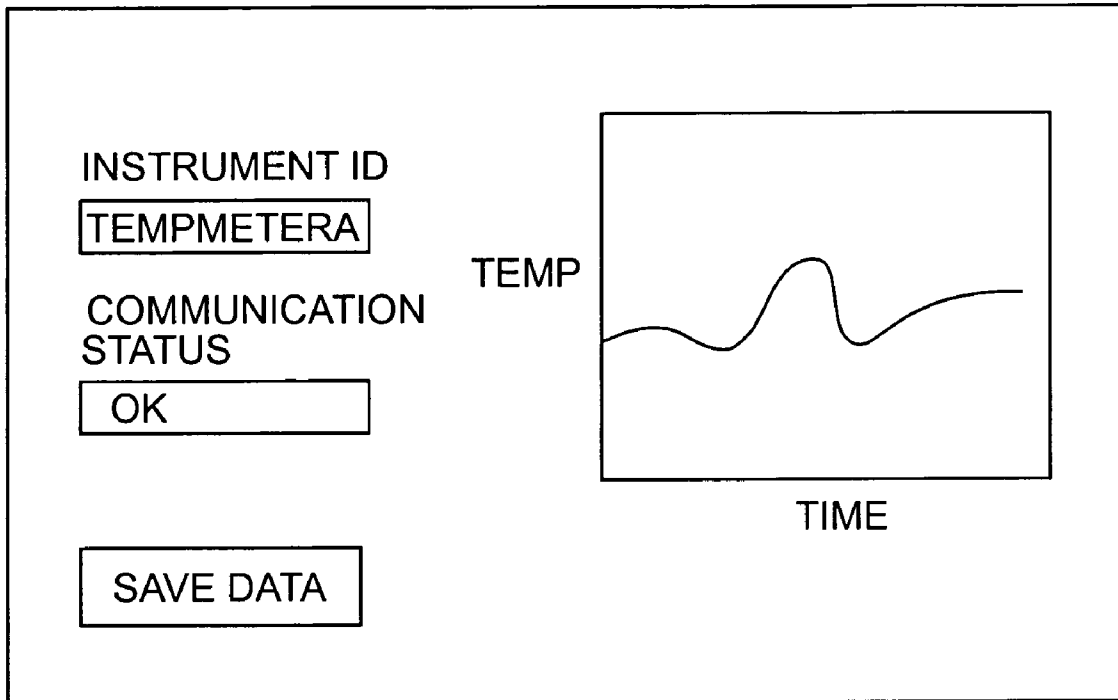 INSTRUMENT ID
TEMPMETERA
COMMUNICATION
STATUS
OK
SAVE DATA
TEMP
TIME